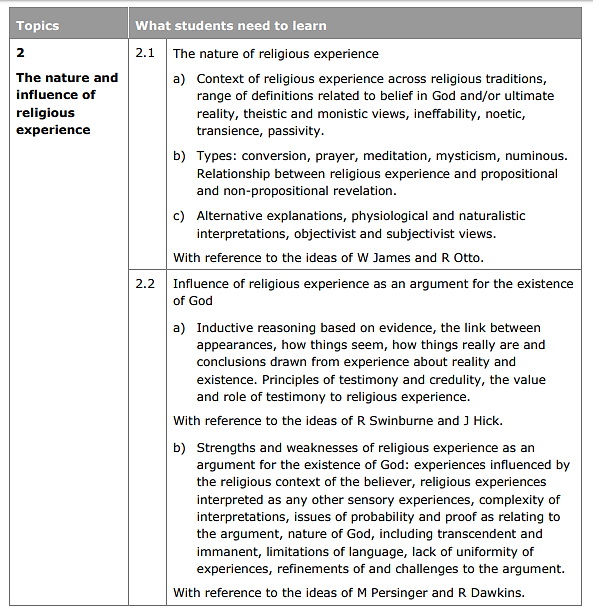 Topics
What students need to learn
2
The nature and
influence of
religious
experience
2.1
The nature of religious experience
a) Context of religious experience across religious traditions,
range of definitions related to belief in God and/or ultimate
reality, theistic and monistic views, ineffability, noetic,
transience, passivity.
b) Types: conversion, prayer, meditation, mysticism, numinous.
Relationship between religious experience and propositional
and non-propositional revelation.
c) Alternative explanations, physiological and naturalistic
interpretations, objectivist and subjectivist views.
With reference to the ideas of W James and R Otto.
2.2
Influence of religious experience as an argument for the existence
of God
a) Inductive reasoning based on evidence, the link between
appearances, how things seem, how things really are and
conclusions drawn from experience about reality and
existence. Principles of testimony and credulity, the value
and role of testimony to religious experience.
With reference to the ideas of R Swinburne and J Hick.
b) Strengths and weaknesses of religious experience as an
argument for the existence of God: experiences influenced by
the religious context of the believer, religious experiences
interpreted as any other sensory experiences, complexity of
interpretations, issues of probability and proof as relating to
the argument, nature of God, including transcendent and
immanent, limitations of language, lack of uniformity of
experiences, refinements of and challenges to the argument.
With reference to the ideas of M Persinger and R Dawkins.